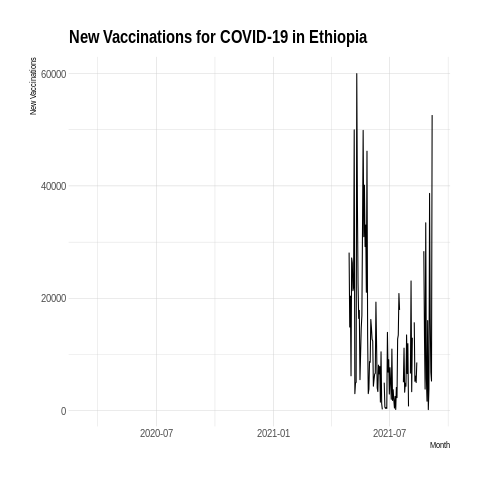 New Vaccinations for COVID-19 in Ethiopia
New Vaccinations
60000
40000
20000
0
2020-07
2021-01
2021-07
Month